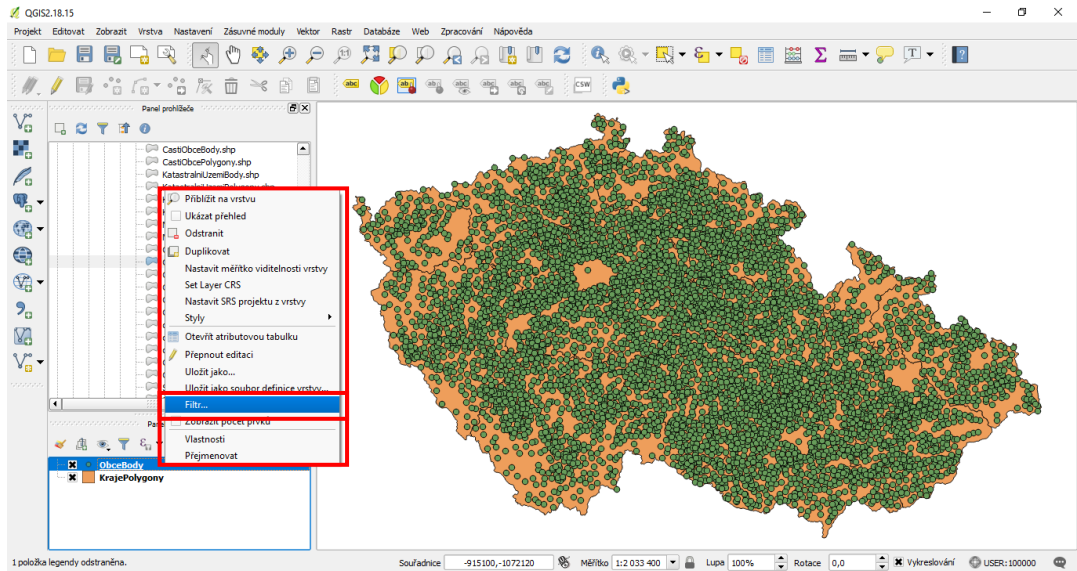 QGIS2.18.15
Projekt Editovat Zobrazit Vrstva Nastavení Zásuvné moduly Vektor Rastr Databáze Web Zpracování Nápověda
Panel prohlížeče
CastiObceBody.shp
CastiObcePolygony.shp
KatastralniUzemiBody.shp
KatastralniUzemiPolygony.shp
Přiblížit na vrstvu
Ukázat přehled
Odstranit
Duplikovat
Nastavit měřítko viditelnosti vrstvy
Set Layer CRS
Nastavit SRS projektu z vrstvy
Styly
Otevřít atributovou tabulku
Přepnout editaci
Uložit jako...
Uložit jako soubor definice vrstvy...
Filtr...
Zobrazit počet prvků
Vlastnosti
Přejmenovat
ObceBody
KrajePolygony
1 položka legendy odstraněna.
Souřadnice -915100,-1072120 Měřítko 1:2 033 400 Lupa 100% Rotace 0,0 Vykreslování USER:100000